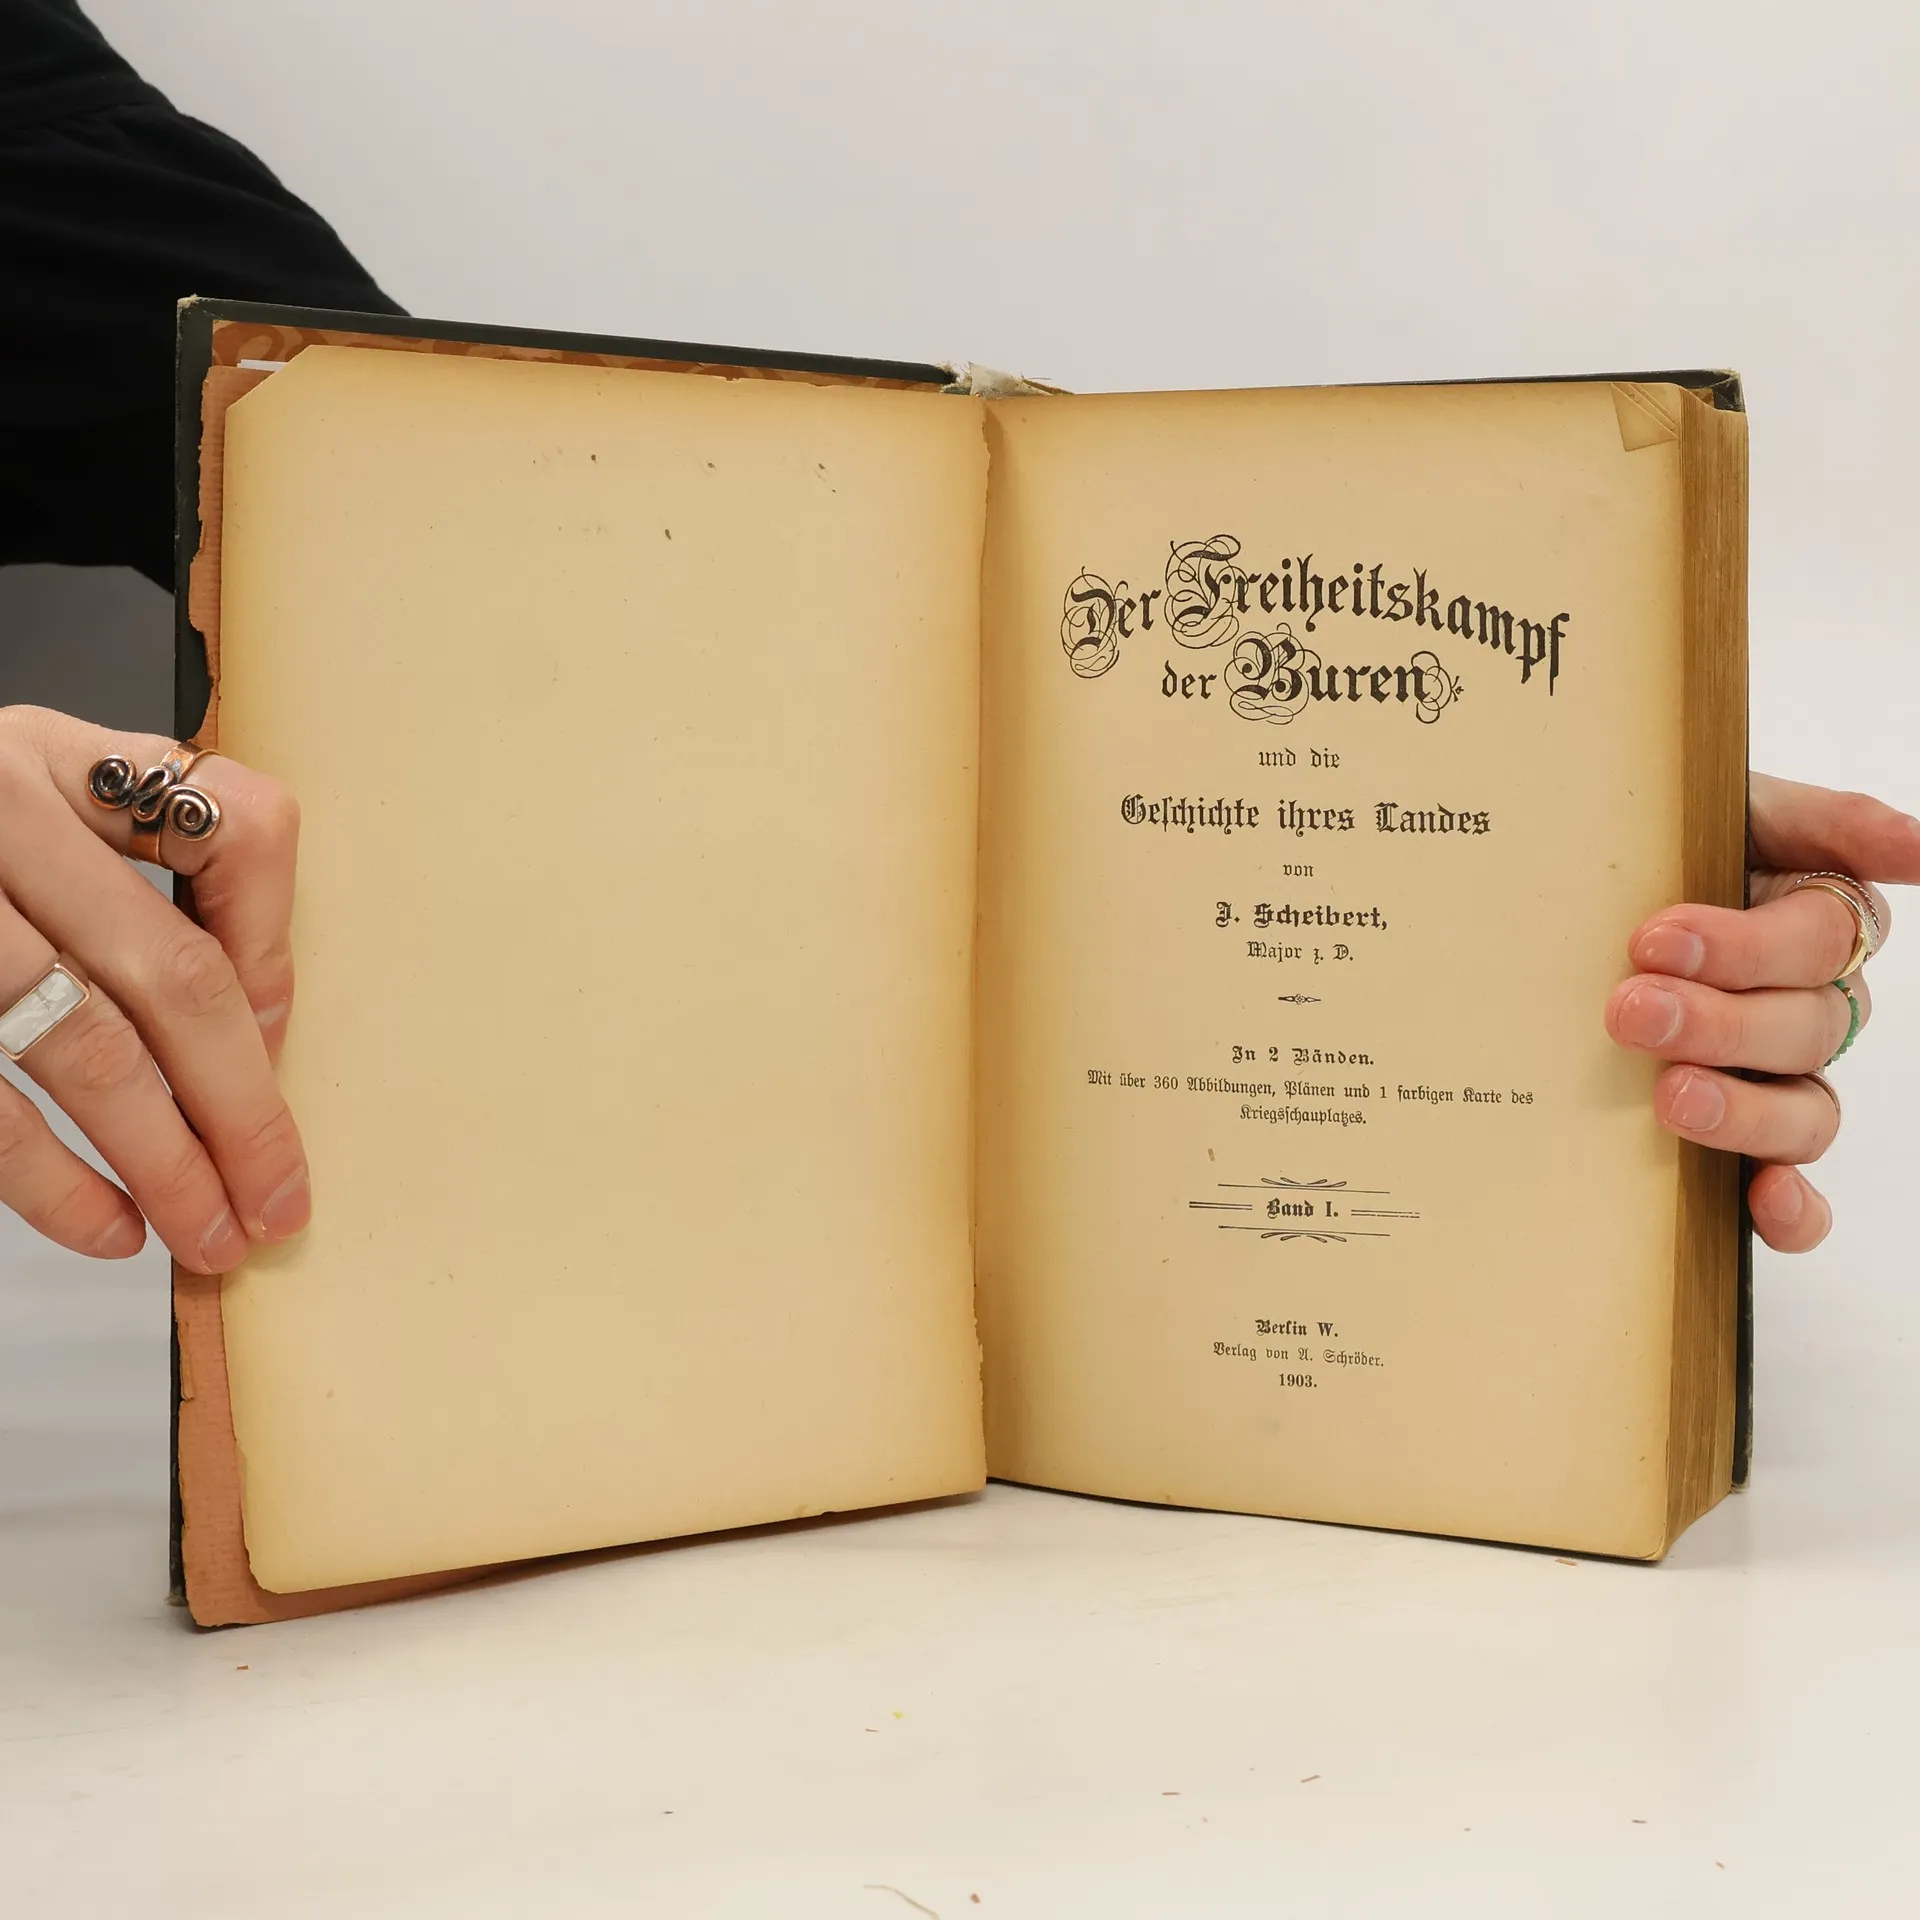 Der Freiheitskampf
der Buren
und die
Geschichte ihres Landes
von
J. Scheibert,
Major z. D.
In 2 Bänden.
Mit über 360 Abbildungen, Plänen und 1 farbigen Karte des
Kriegsschauplatzes.
Band I.
Berlin W.
Verlag von A. Schröder.
1903.